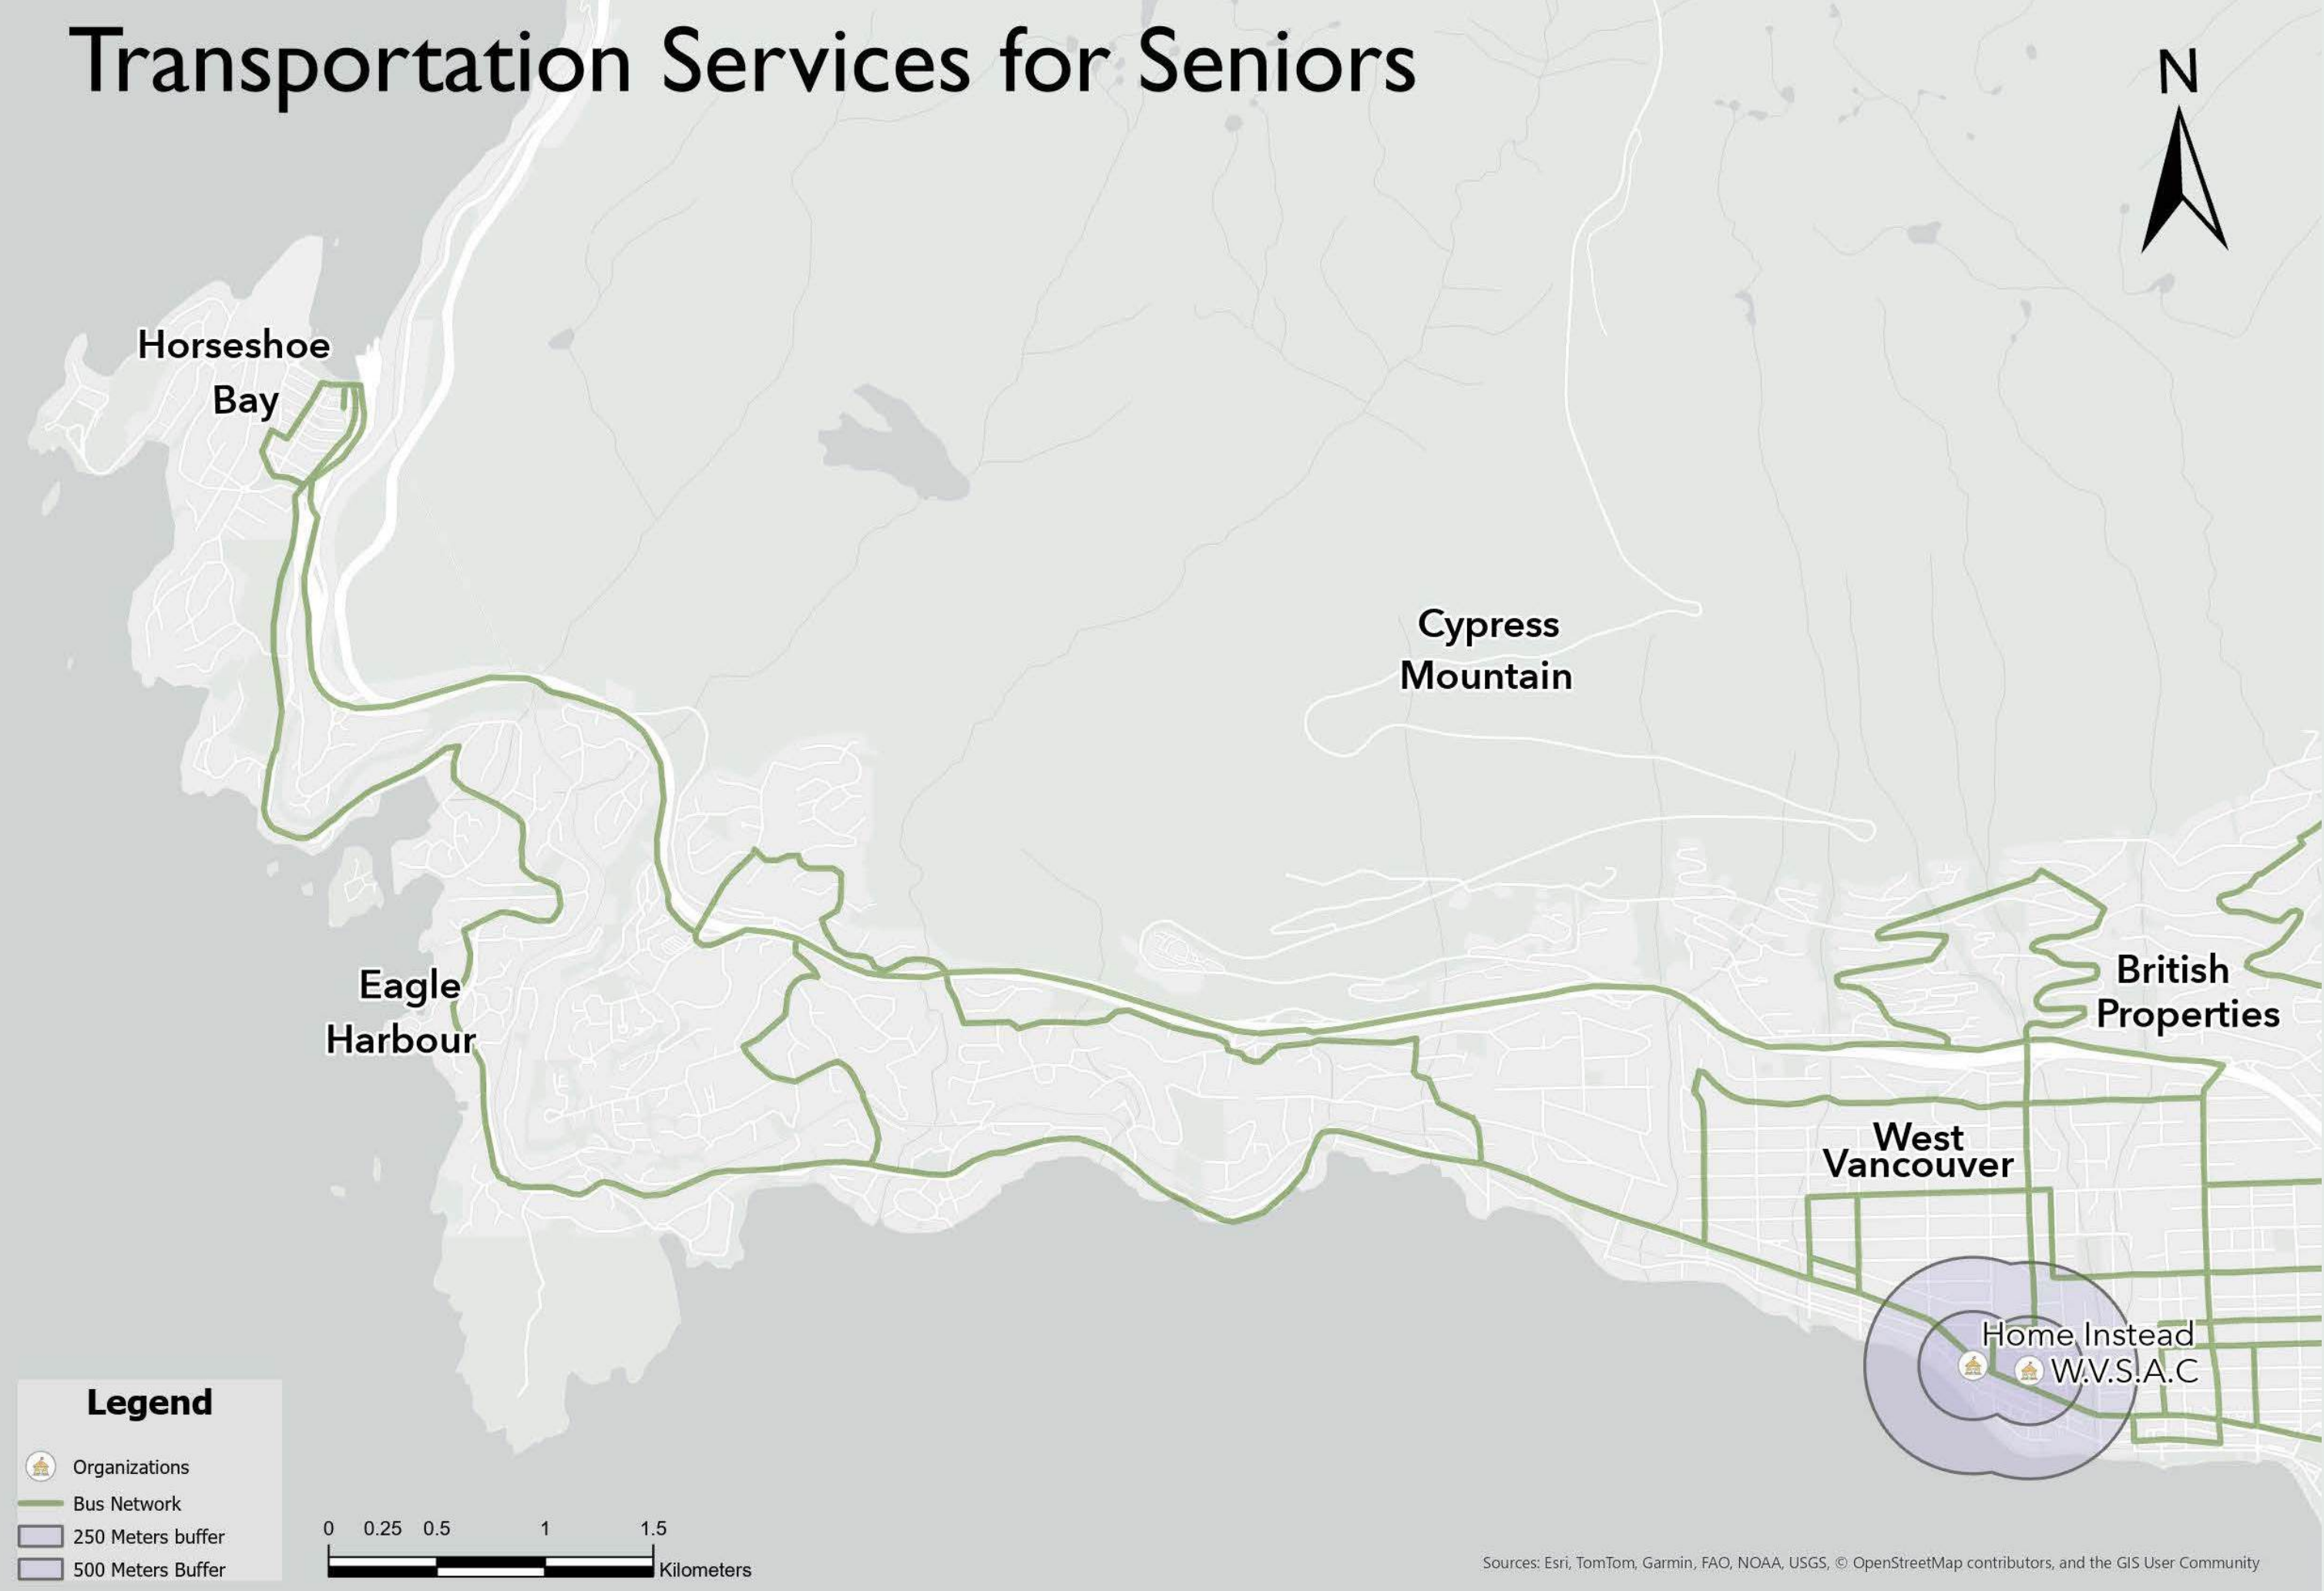 Transportation Services for Seniors
N
Horseshoe
Bay
Cypress
Mountain
Eagle
Harbour
British
Properties
West
Vancouver
Home Instead
W.V.S.A.C
Legend
Organizations
Bus Network
250 Meters buffer
500 Meters Buffer
0 0.25 0.5 1 1.5
Kilometers
Sources: Esri, TomTom, Garmin, FAO, NOAA, USGS, © OpenStreetMap contributors, and the GIS User Community